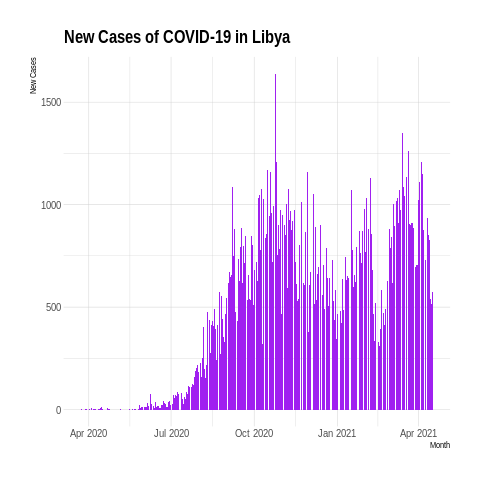 New Cases of COVID-19 in Libya
New Cases
1500
1000
500
0
Apr 2020 Jul 2020 Oct 2020 Jan 2021 Apr 2021
Month